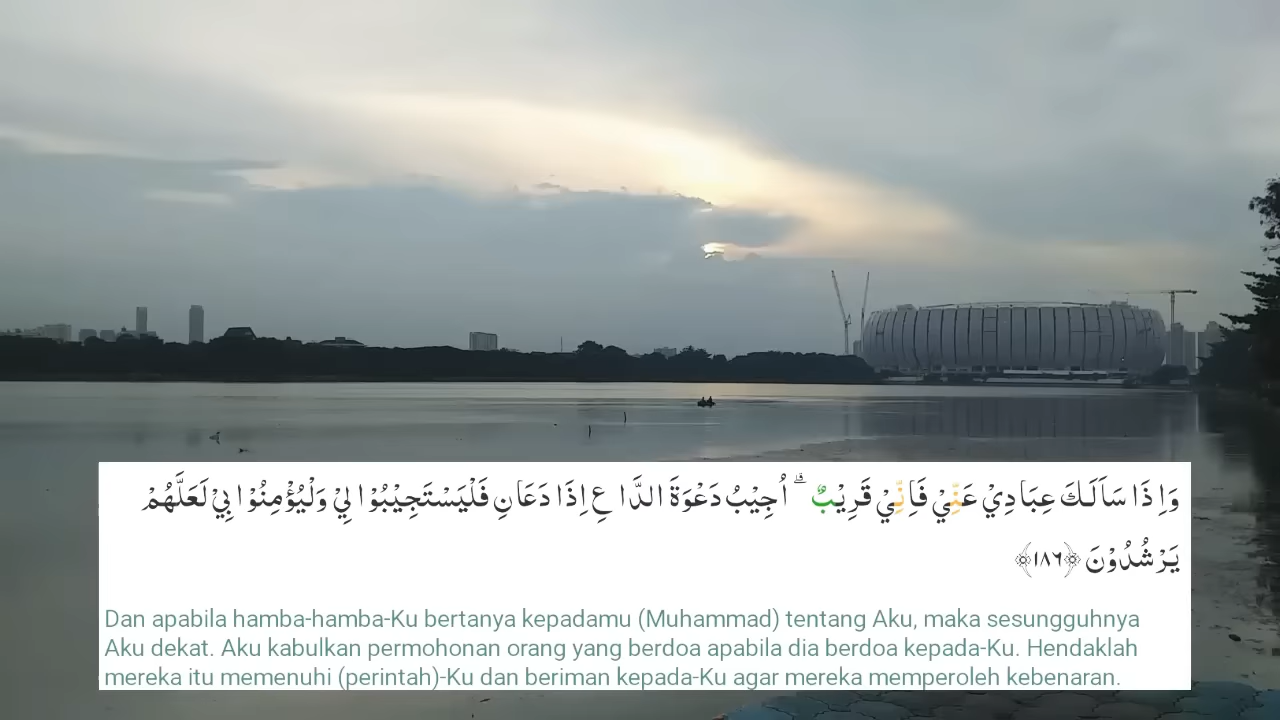 وَاِذَا سَاَلَكَ عِبَادِيْ عَنِّيْ فَاِنِّيْ قَرِيْبٌ ۗ اُجِيْبُ دَعْوَةَ الدَّاعِ اِذَا دَعَانِ فَلْيَسْتَجِيْبُوْا لِيْ وَلْيُؤْمِنُوْا بِيْ لَعَلَّهُمْ
يَرْشُدُوْنَ ﴿١٨٦﴾
Dan apabila hamba-hamba-Ku bertanya kepadamu (Muhammad) tentang Aku, maka sesungguhnya
Aku dekat. Aku kabulkan permohonan orang yang berdoa apabila dia berdoa kepada-Ku. Hendaklah
mereka itu memenuhi (perintah)-Ku dan beriman kepada-Ku agar mereka memperoleh kebenaran.